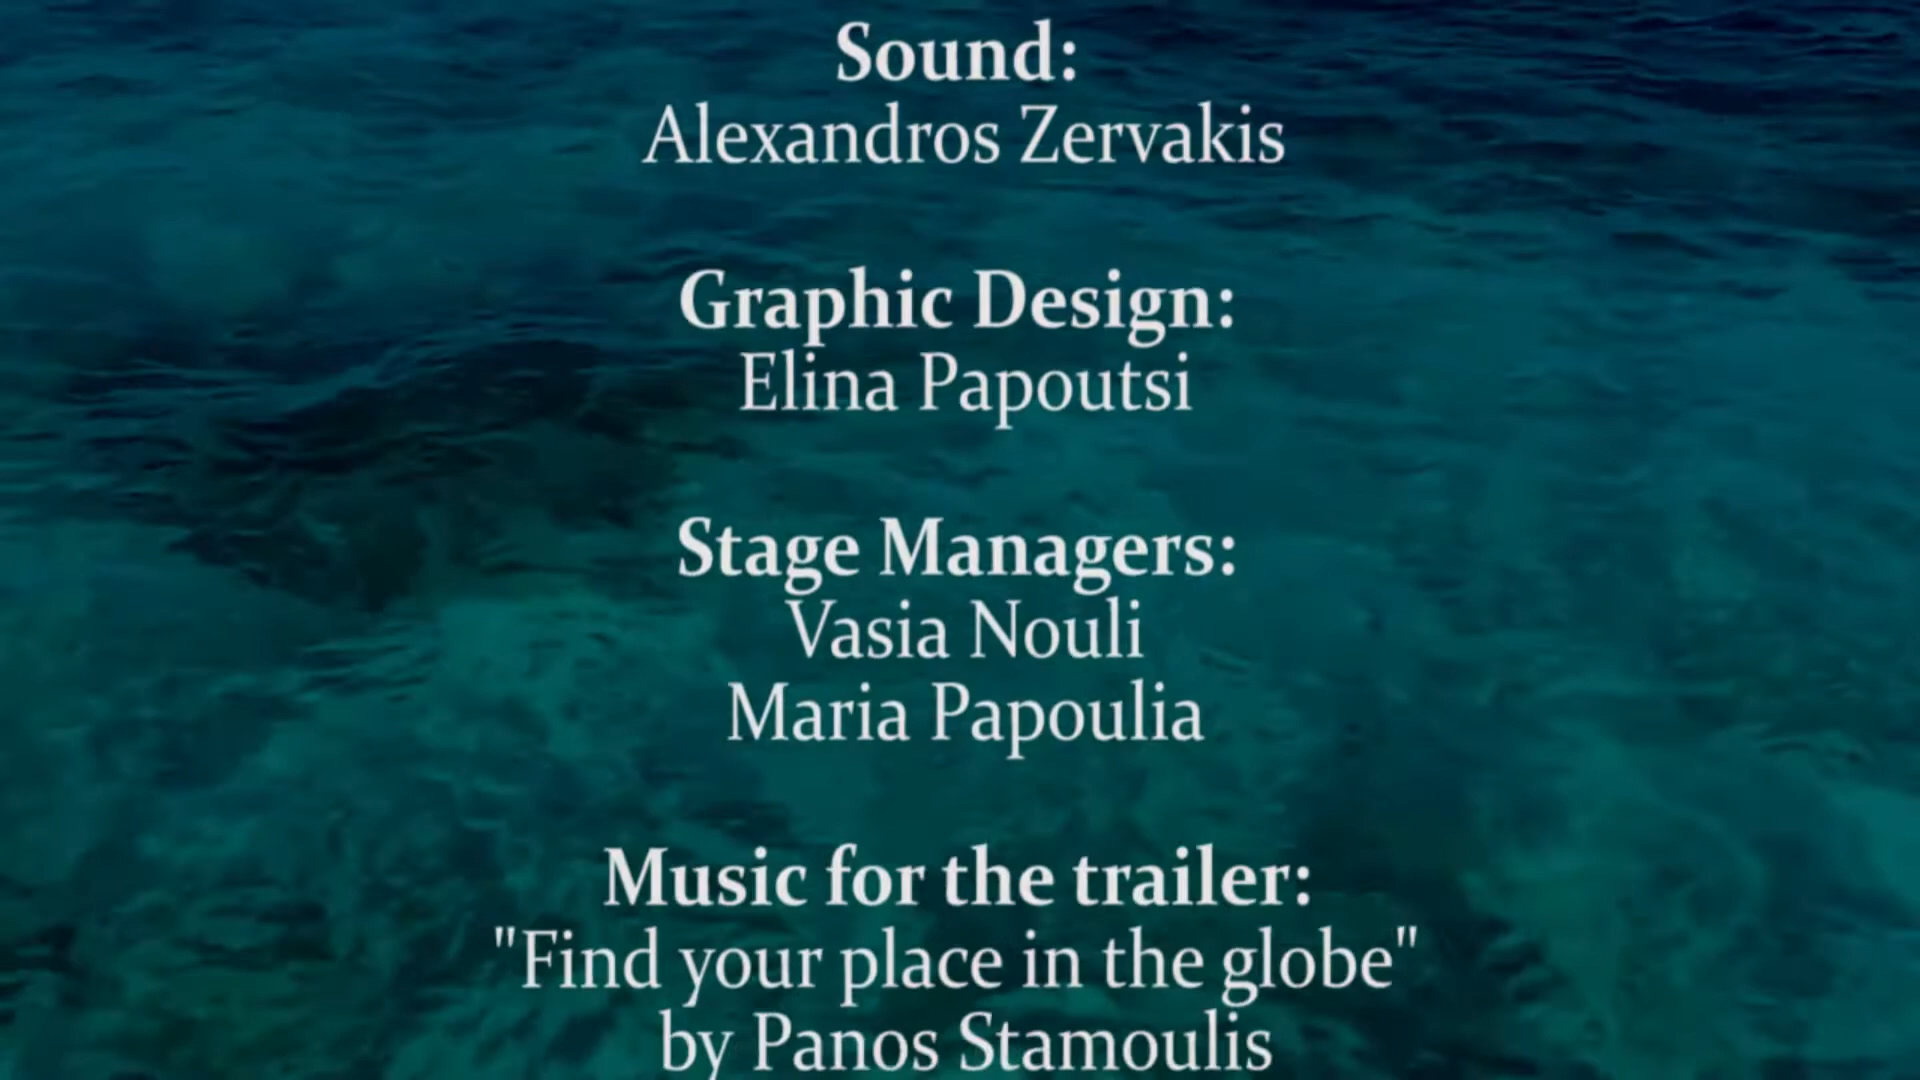 Sound:
Alexandros Zervakis
Graphic Design:
Elina Papoutsi
Stage Managers:
Vasia Nouli
Maria Papoulia
Music for the trailer:
"Find your place in the globe"
by Panos Stamoulis